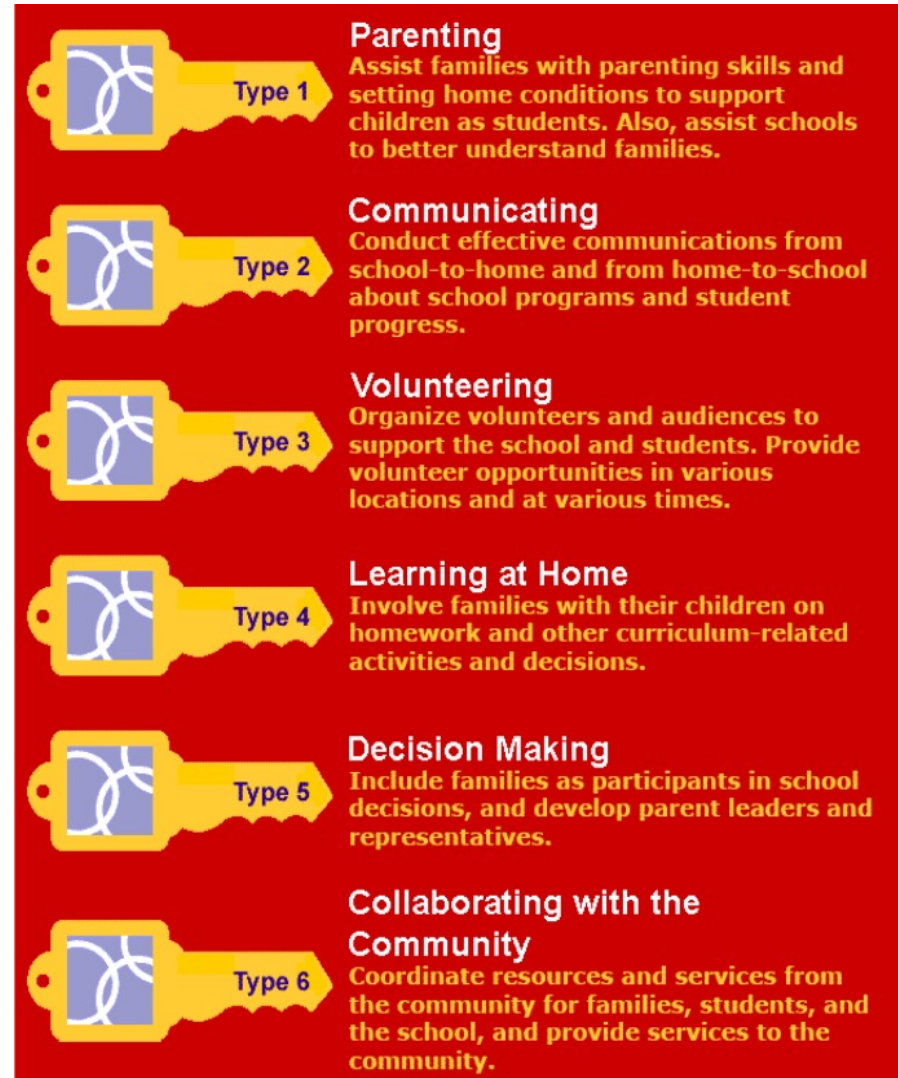 Type 1
Parenting
Assist families with parenting skills and
setting home conditions to support
children as students. Also, assist schools
to better understand families.
Type 2
Communicating
Conduct effective communications from
school-to-home and from home-to-school
about school programs and student
progress.
Type 3
Volunteering
Organize volunteers and audiences to
support the school and students. Provide
volunteer opportunities in various
locations and at various times.
Type 4
Learning at Home
Involve families with their children on
homework and other curriculum-related
activities and decisions.
Type 5
Decision Making
Include families as participants in school
decisions, and develop parent leaders and
representatives.
Type 6
Collaborating with the
Community
Coordinate resources and services from
the community for families, students, and
the school, and provide services to the
community.